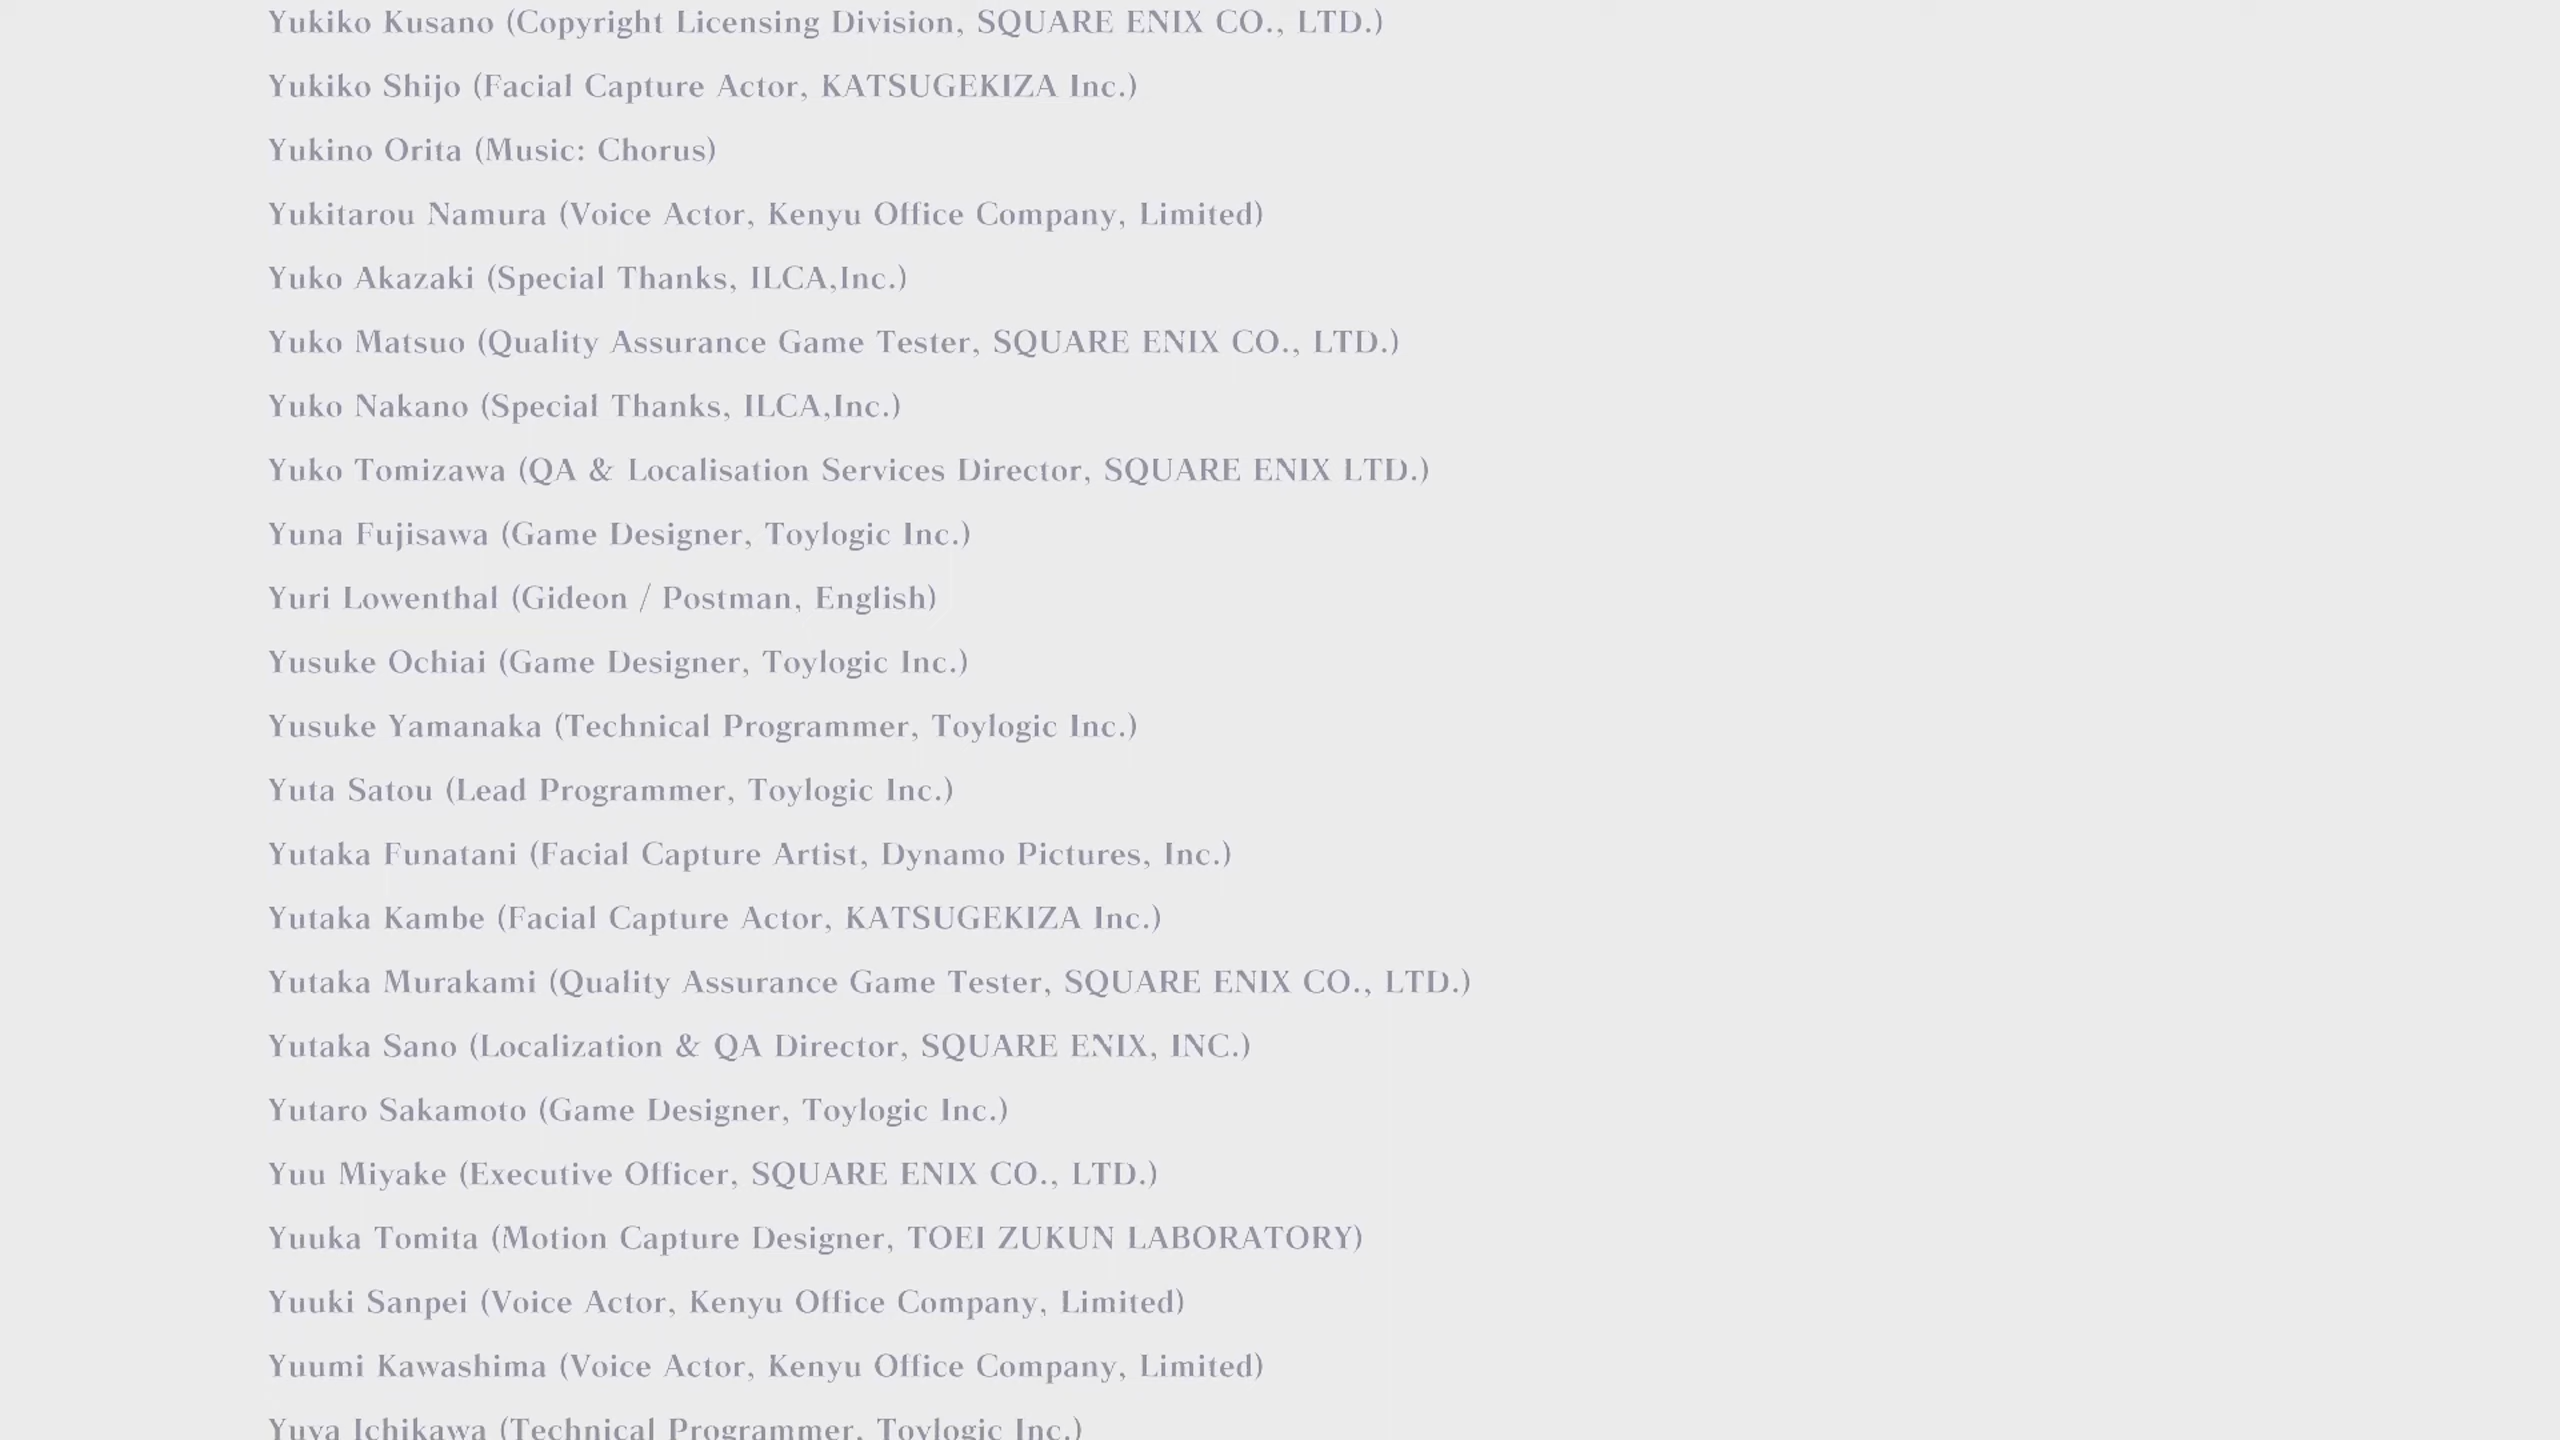 Yukiko Kusano (Copyright Licensing Division, SQUARE ENIX CO., LTD.)
Yukiko Shijo (Facial Capture Actor, KATSUGEKIZA Inc.)
Yukino Orita (Music: Chorus)
Yukitarou Namura (Voice Actor, Kenyu Office Company, Limited)
Yuko Akazaki (Special Thanks, ILCA,Inc.)
Yuko Matsuo (Quality Assurance Game Tester, SQUARE ENIX CO., LTD.)
Yuko Nakano (Special Thanks, ILCA,Inc.)
Yuko Tomizawa (QA & Localisation Services Director, SQUARE ENIX LTD.)
Yuna Fujisawa (Game Designer, Toylogic Inc.)
Yuri Lowenthal (Gideon / Postman, English)
Yusuke Ochiai (Game Designer, Toylogic Inc.)
Yusuke Yamanaka (Technical Programmer, Toylogic Inc.)
Yuta Satou (Lead Programmer, Toylogic Inc.)
Yutaka Funatani (Facial Capture Artist, Dynamo Pictures, Inc.)
Yutaka Kambe (Facial Capture Actor, KATSUGEKIZA Inc.)
Yutaka Murakami (Quality Assurance Game Tester, SQUARE ENIX CO., LTD.)
Yutaka Sano (Localization & QA Director, SQUARE ENIX, INC.)
Yutaro Sakamoto (Game Designer, Toylogic Inc.)
Yuu Miyake (Executive Officer, SQUARE ENIX CO., LTD.)
Yuuka Tomita (Motion Capture Designer, TOEI ZUKUN LABORATORY)
Yuuki Sanpei (Voice Actor, Kenyu Office Company, Limited)
Yuumi Kawashima (Voice Actor, Kenyu Office Company, Limited)
Yuya Ichikawa (Technical Programmer, Toylogic Inc.)